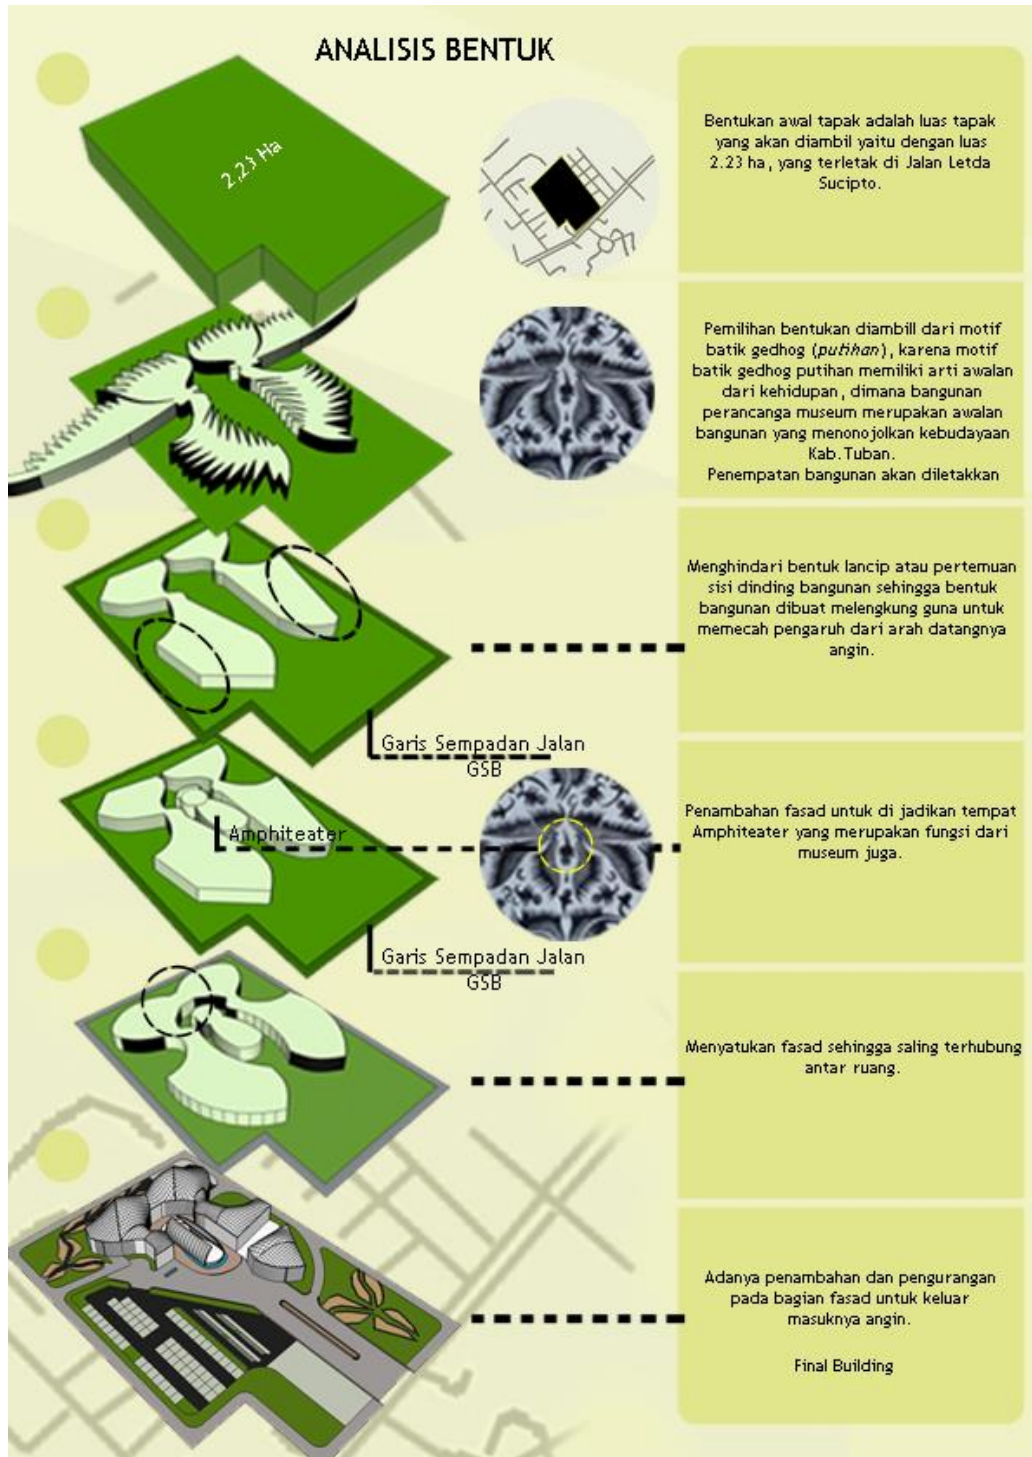 ANALISIS BENTUK
2,23 Ha
Bentukan awal tapak adalah luas tapak
yang akan diambil yaitu dengan luas
2.23 ha, yang terletak di Jalan Letda
Sucipto.
Pemilihan bentukan diambill dari motif
batik gedhog (putihan), karena motif
batik gedhog putihan memiliki arti awalan
dari kehidupan, dimana bangunan
perancanga museum merupakan awalan
bangunan yang menonojolkan kebudayaan
Kab.Tuban.
Penempatan bangunan akan diletakkan
Menghindari bentuk lancip atau pertemuan
sisi dinding bangunan sehingga bentuk
bangunan dibuat melengkung guna untuk
memecah pengaruh dari arah datangnya
angin.
Garis Sempadan Jalan
GSB
Amphiteater
Penambahan fasad untuk di jadikan tempat
Amphiteater yang merupakan fungsi dari
museum juga.
Garis Sempadan Jalan
GSB
Menyatukan fasad sehingga saling terhubung
antar ruang.
Adanya penambahan dan pengurangan
pada bagian fasad untuk keluar
masuknya angin.
Final Building